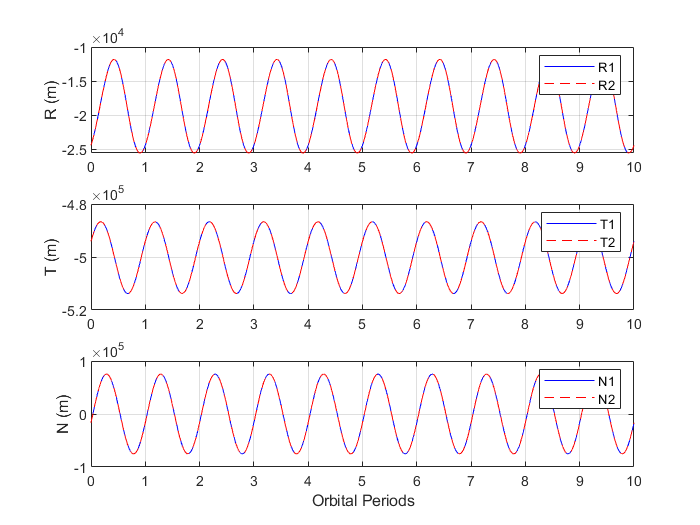 ×10⁴
-1
-1.5
-2
-2.5
R (m)
R1
R2
0 1 2 3 4 5 6 7 8 9 10
×10⁵
-4.8
-5
-5.2
T (m)
T1
T2
0 1 2 3 4 5 6 7 8 9 10
×10⁵
1
0
-1
N (m)
N1
N2
0 1 2 3 4 5 6 7 8 9 10
Orbital Periods